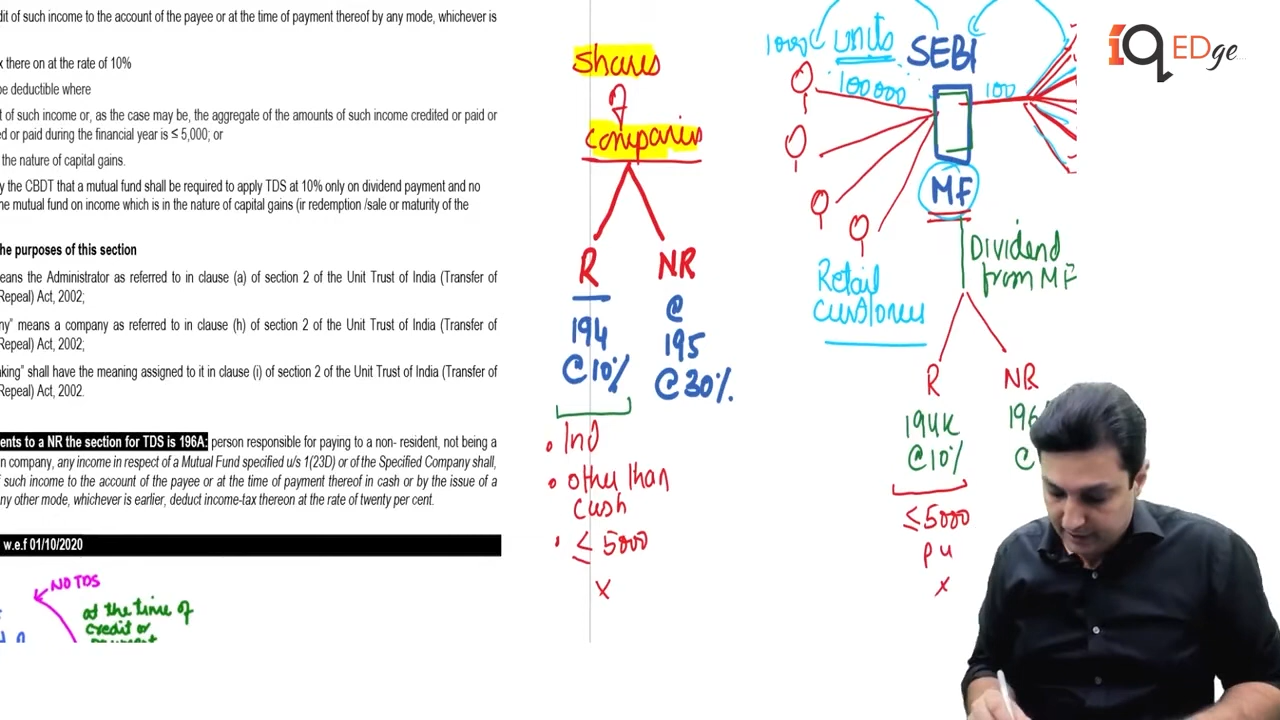 dit of such income to the account of the payee or at the time of payment thereof by any mode, whichever is
x there on at the rate of 10%
be deductible where
t of such income or, as the case may be, the aggregate of the amounts of such income credited or paid or
ed or paid during the financial year is ≤ 5,000; or
the nature of capital gains.
y the CBDT that a mutual fund shall be required to apply TDS at 10% only on dividend payment and no
he mutual fund on income which is in the nature of capital gains (ir redemption /sale or maturity of the
he purposes of this section
eans the Administrator as referred to in clause (a) of section 2 of the Unit Trust of India (Transfer of
Repeal) Act, 2002;
ny" means a company as referred to in clause (h) of section 2 of the Unit Trust of India (Transfer of
Repeal) Act, 2002;
aking" shall have the meaning assigned to it in clause (i) of section 2 of the Unit Trust of India (Transfer of
Repeal) Act, 2002.
ents to a NR the section for TDS is 196A: person responsible for paying to a non- resident, not being a
n company, any income in respect of a Mutual Fund specified u/s 1(23D) or of the Specified Company shall,
f such income to the account of the payee or at the time of payment thereof in cash or by the issue of a
ny other mode, whichever is earlier, deduct income-tax thereon at the rate of twenty per cent.
w.e.f 01/10/2020
NO TDS
at the time of
credit or
payment
Shares
of
companies
R
NR
194
@10%
@
195
@30%.
• Ind
• other than
cash
• ≤ 5000
x
1000
units
SEBI
100000
100
MF
Dividend
from MF
Retail
customers
R
NR
194K
@10%
196
@
≤5000
pu
x
iQ EDge